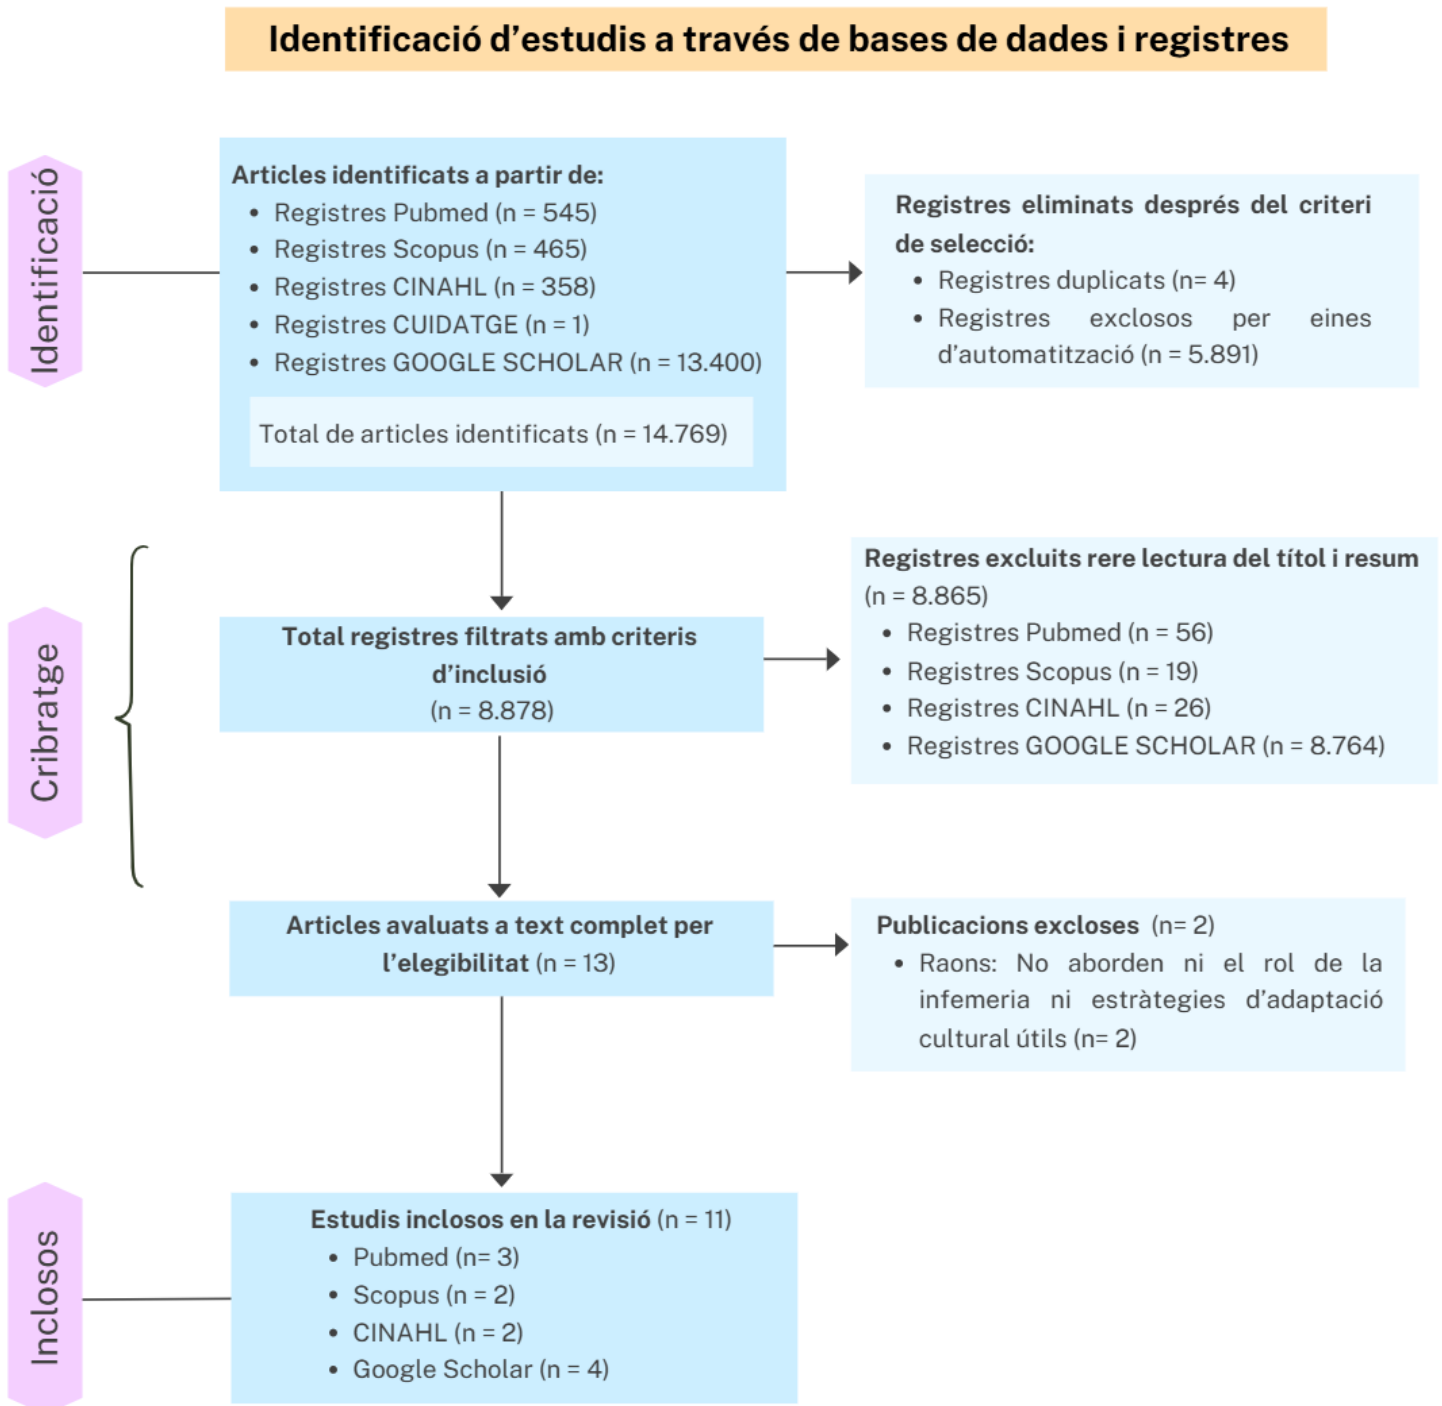 Identificació d’estudis a través de bases de dades i registres
Identificació
Articles identificats a partir de:
• Registres Pubmed (n = 545)
• Registres Scopus (n = 465)
• Registres CINAHL (n = 358)
• Registres CUIDATGE (n = 1)
• Registres GOOGLE SCHOLAR (n = 13.400)
Total de articles identificats (n = 14.769)
Registres eliminats després del criteri
de selecció:
• Registres duplicats (n= 4)
• Registres exclosos per eines
d’automatització (n = 5.891)
Cribratge
Total registres filtrats amb criteris
d’inclusió
(n = 8.878)
Registres excluits rere lectura del títol i resum
(n = 8.865)
• Registres Pubmed (n = 56)
• Registres Scopus (n = 19)
• Registres CINAHL (n = 26)
• Registres GOOGLE SCHOLAR (n = 8.764)
Articles avaluats a text complet per
l’elegibilitat (n = 13)
Publicacions excloses (n= 2)
• Raons: No aborden ni el rol de la
infemeria ni estràtegies d’adaptació
cultural útils (n= 2)
Inclosos
Estudis inclosos en la revisió (n = 11)
• Pubmed (n= 3)
• Scopus (n = 2)
• CINAHL (n = 2)
• Google Scholar (n = 4)